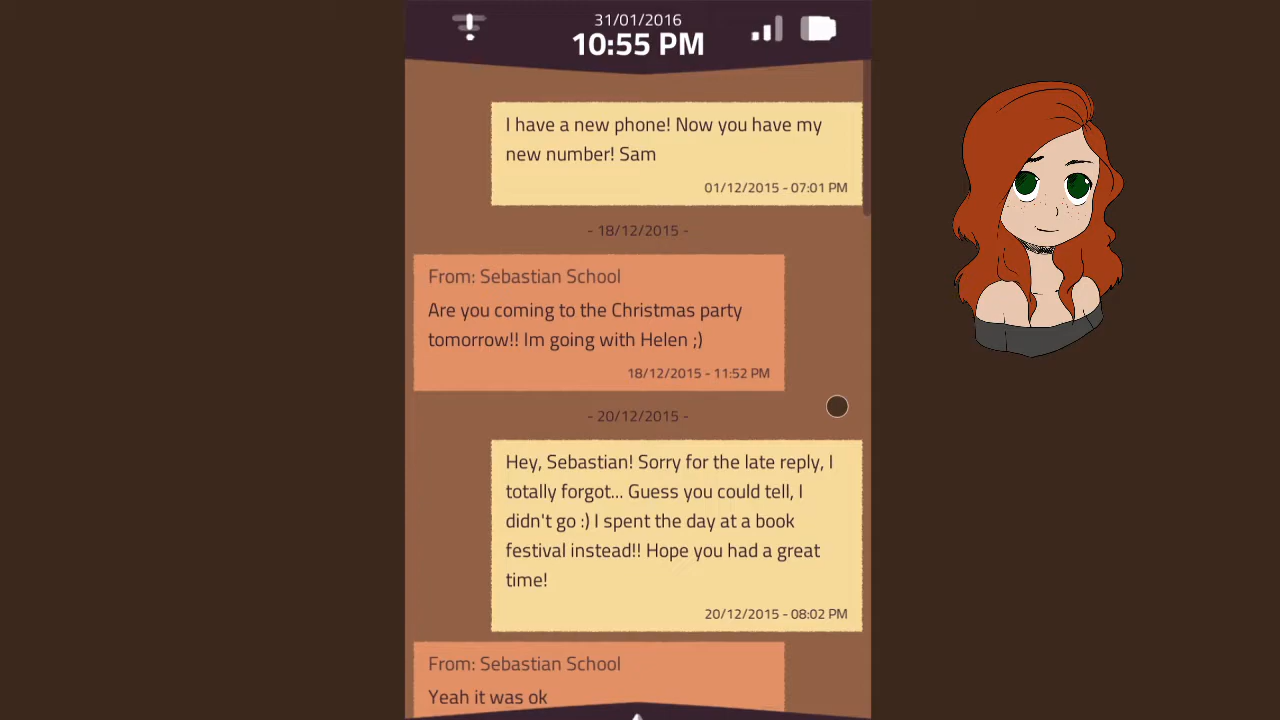 31/01/2016
10:55 PM
I have a new phone! Now you have my
new number! Sam
01/12/2015 - 07:01 PM
- 18/12/2015 -
From: Sebastian School
Are you coming to the Christmas party
tomorrow!! Im going with Helen ;)
18/12/2015 - 11:52 PM
- 20/12/2015 -
Hey, Sebastian! Sorry for the late reply, I
totally forgot... Guess you could tell, I
didn't go :) I spent the day at a book
festival instead!! Hope you had a great
time!
20/12/2015 - 08:02 PM
From: Sebastian School
Yeah it was ok